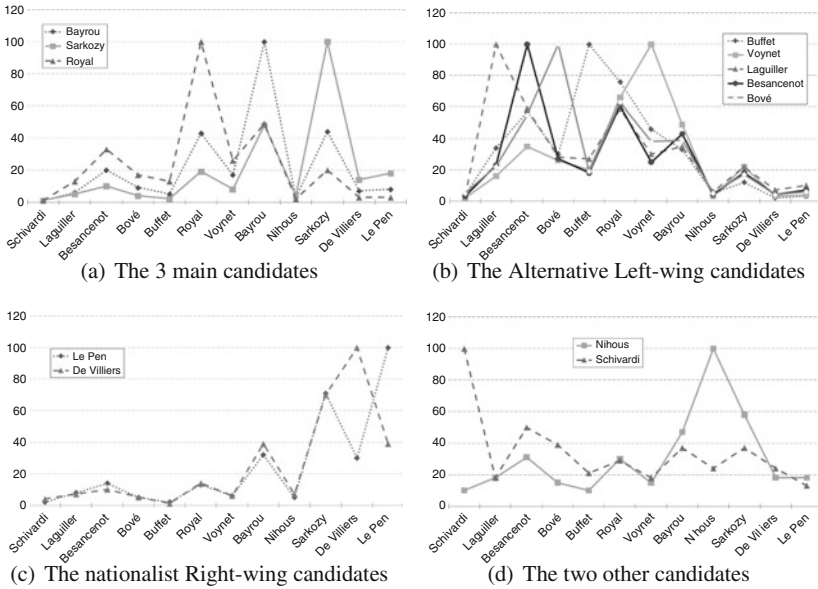 120
100
80
60
40
20
0
Bayrou
Sarkozy
Royal
Schivardi
Laguiller
Besancenot
Bové
Buffet
Royal
Voynet
Bayrou
Nihous
Sarkozy
De Villiers
Le Pen
(a) The 3 main candidates
120
100
80
60
40
20
0
Buffet
Voynet
Laguiller
Besancenot
Bové
Schivardi
Laguiller
Besancenot
Bové
Buffet
Royal
Voynet
Bayrou
Nihous
Sarkozy
De Villiers
Le Pen
(b) The Alternative Left-wing candidates
120
100
80
60
40
20
0
Le Pen
De Villiers
Schivardi
Laguiller
Besancenot
Bové
Buffet
Royal
Voynet
Bayrou
Nihous
Sarkozy
De Villiers
Le Pen
(c) The nationalist Right-wing candidates
120
100
80
60
40
20
0
Nihous
Schivardi
Schivardi
Laguiller
Besancenot
Bové
Buffet
Royal
Voynet
Bayrou
N hous
Sarkozy
De Vil iers
Le Pen
(d) The two other candidates